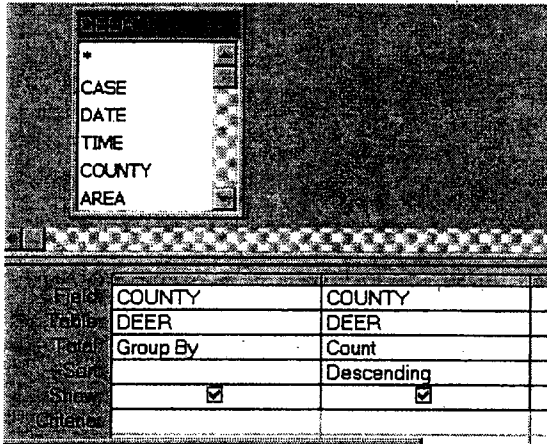 DEER
*
CASE
DATE
TIME
COUNTY
AREA
Field: COUNTY COUNTY
Table: DEER DEER
Total: Group By Count
Sort: Descending
Show:
Criteria: